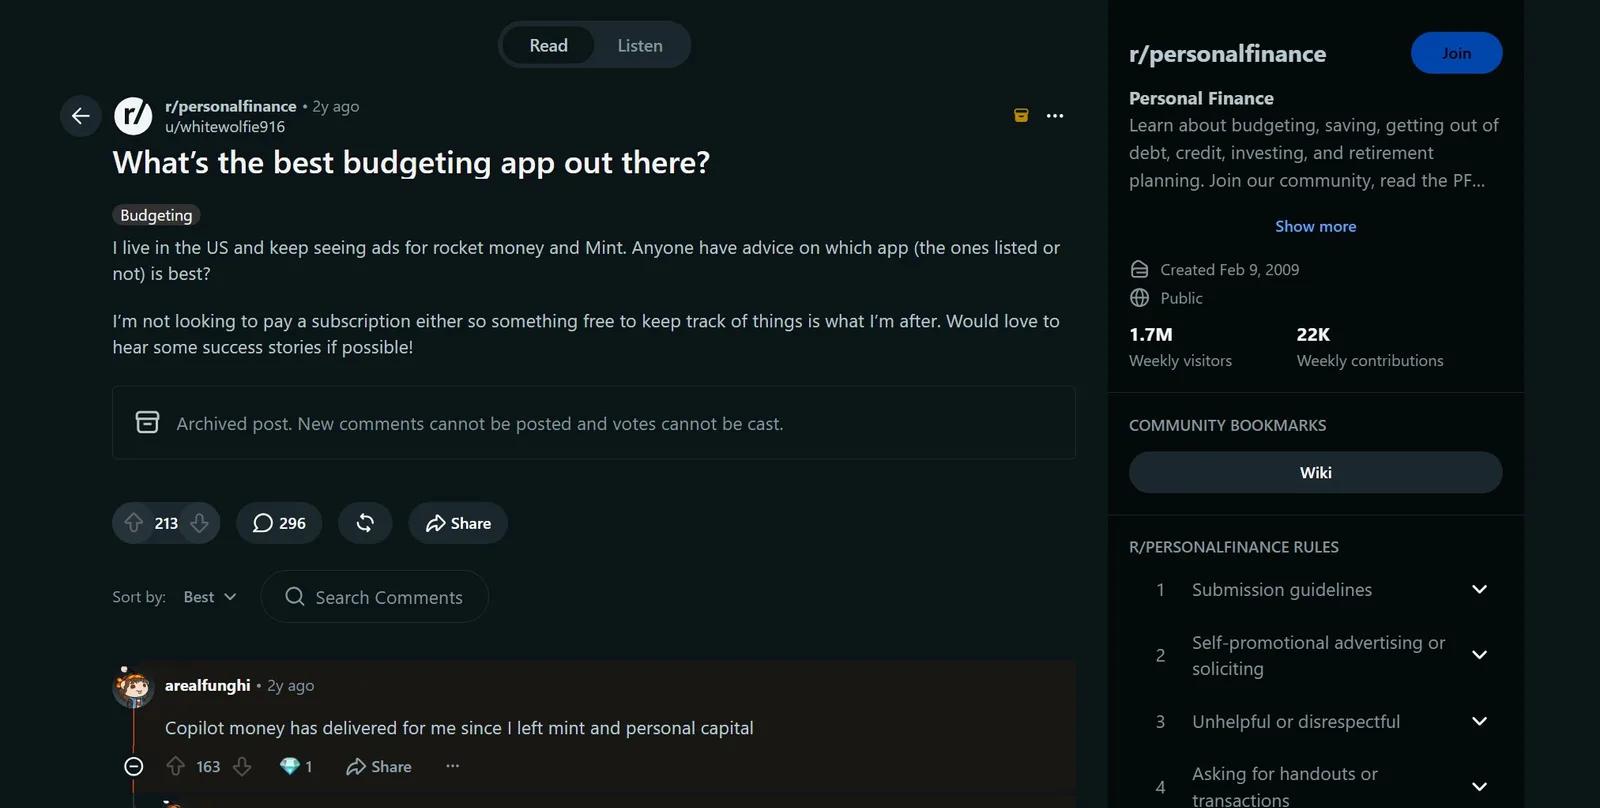 Read
Listen
r/
r/personalfinance • 2y ago
u/whitewolfie916
What’s the best budgeting app out there?
Budgeting
I live in the US and keep seeing ads for rocket money and Mint. Anyone have advice on which app (the ones listed or
not) is best?
I’m not looking to pay a subscription either so something free to keep track of things is what I’m after. Would love to
hear some success stories if possible!
Archived post. New comments cannot be posted and votes cannot be cast.
213
296
Share
Sort by: Best
Search Comments
arealfunghi • 2y ago
Copilot money has delivered for me since I left mint and personal capital
163
1
Share
r/personalfinance
Join
Personal Finance
Learn about budgeting, saving, getting out of
debt, credit, investing, and retirement
planning. Join our community, read the PF...
Show more
Created Feb 9, 2009
Public
1.7M
Weekly visitors
22K
Weekly contributions
COMMUNITY BOOKMARKS
Wiki
R/PERSONALFINANCE RULES
1 Submission guidelines
2 Self-promotional advertising or
soliciting
3 Unhelpful or disrespectful
4 Asking for handouts or
transactions